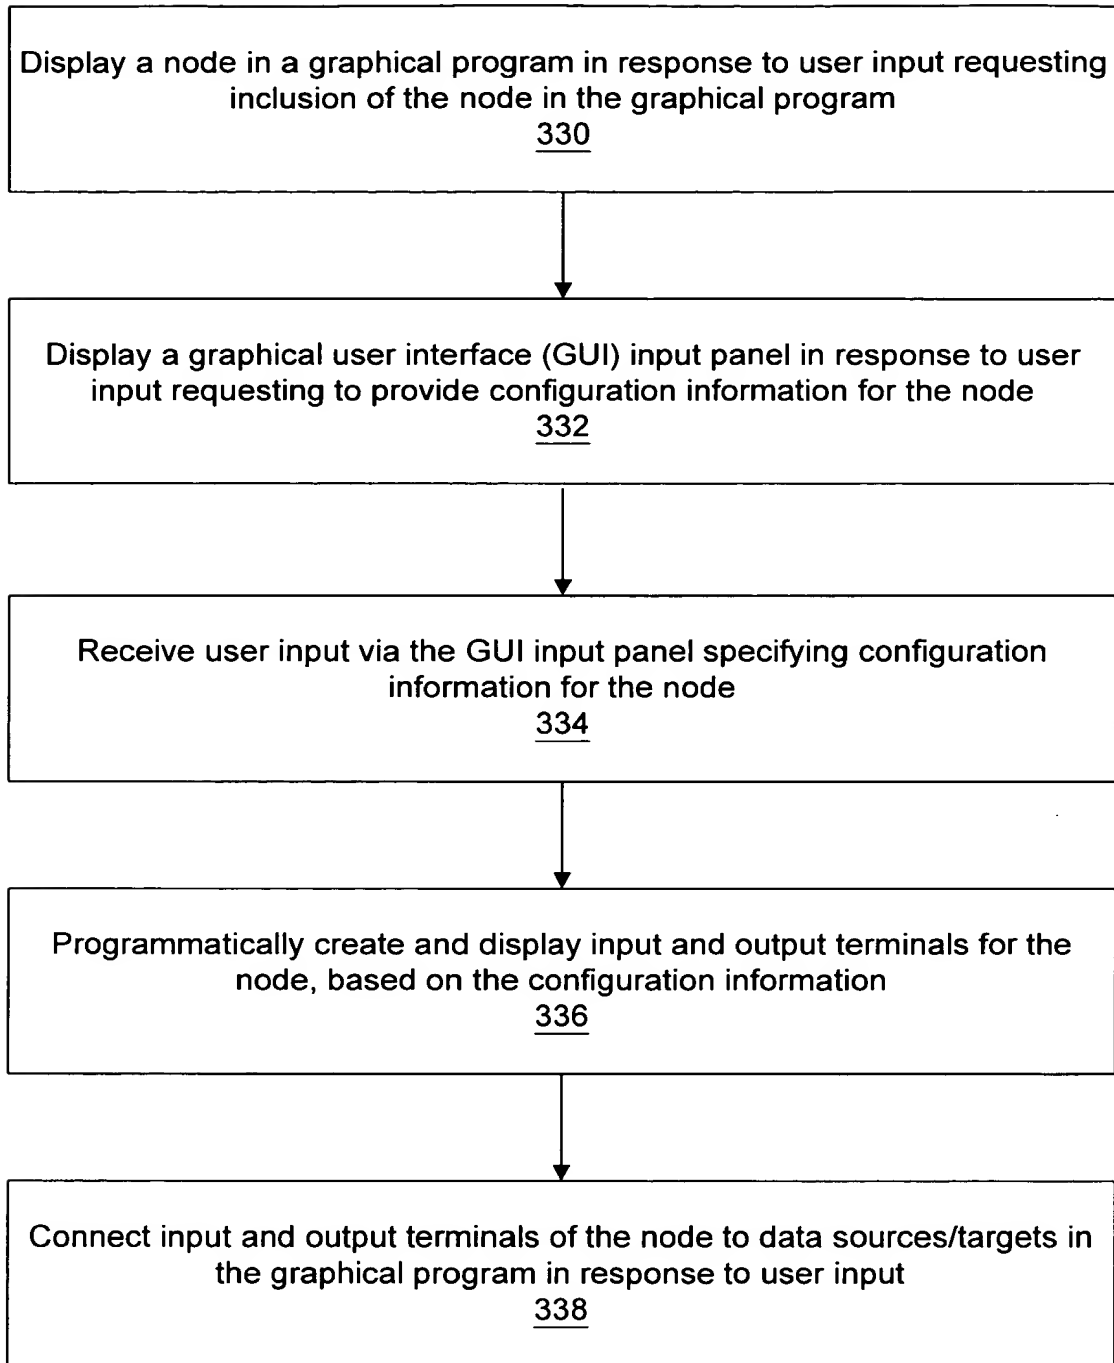 Display a node in a graphical program in response to user input requesting
inclusion of the node in the graphical program
330
Display a graphical user interface (GUI) input panel in response to user
input requesting to provide configuration information for the node
332
Receive user input via the GUI input panel specifying configuration
information for the node
334
Programmatically create and display input and output terminals for the
node, based on the configuration information
336
Connect input and output terminals of the node to data sources/targets in
the graphical program in response to user input
338